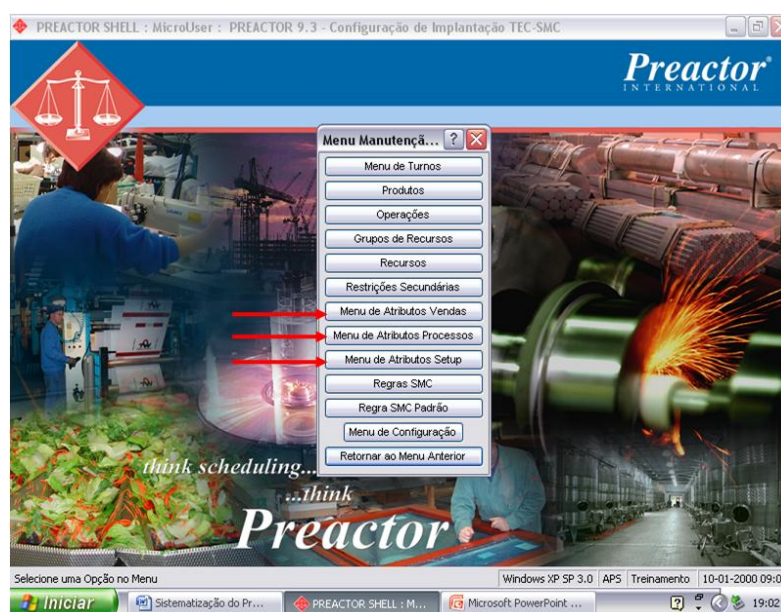 PREACTOR SHELL : MicroUser : PREACTOR 9.3 - Configuração de Implantação TEC-SMC
Preactor
INTERNATIONAL
Menu Manutençã...
Menu de Turnos
Produtos
Operações
Grupos de Recursos
Recursos
Restrições Secundárias
Menu de Atributos Vendas
Menu de Atributos Processos
Menu de Atributos Setup
Regras SMC
Regra SMC Padrão
Menu de Configuração
Retornar ao Menu Anterior
think scheduling...
...think
Preactor
Selecione uma Opção no Menu
Windows XP SP 3.0
APS
Treinamento
10-01-2000 09:0
Iniciar
Sistematização do Pr...
PREACTOR SHELL : M...
Microsoft PowerPoint ...
19:02